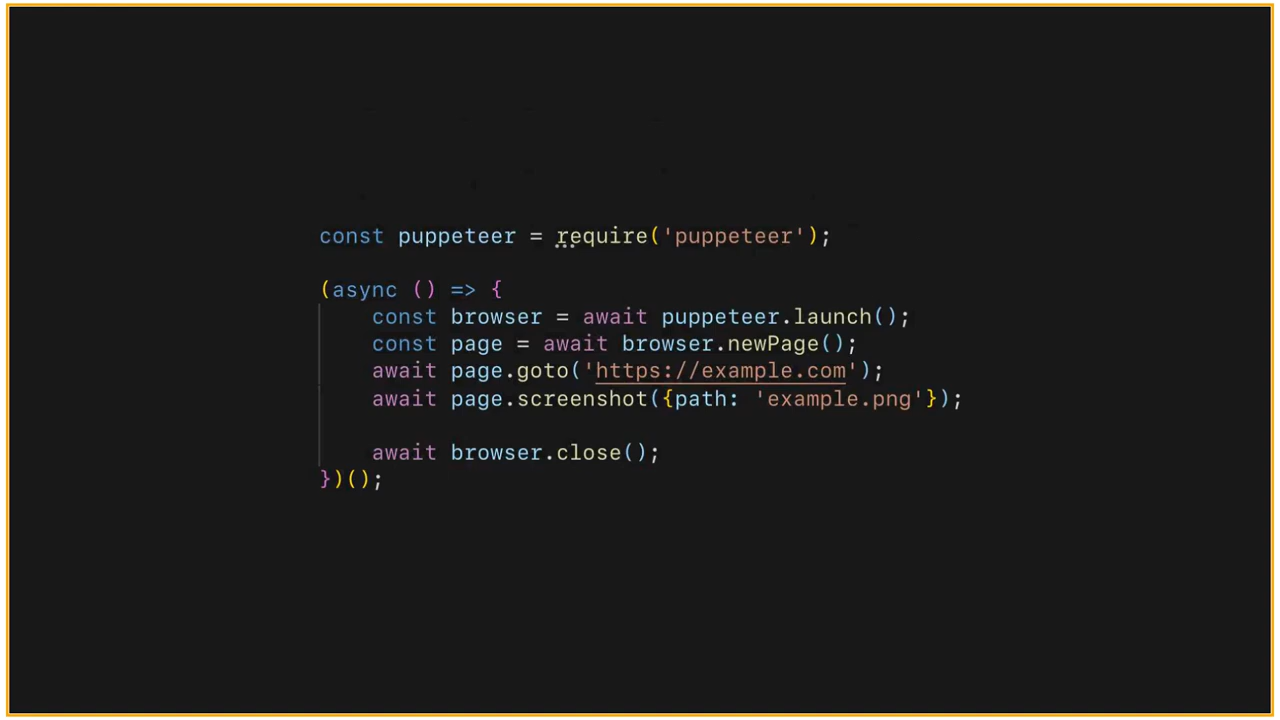 const puppeteer = require('puppeteer');
(async () => {
    const browser = await puppeteer.launch();
    const page = await browser.newPage();
    await page.goto('https://example.com');
    await page.screenshot({path: 'example.png'});
    await browser.close();
})();